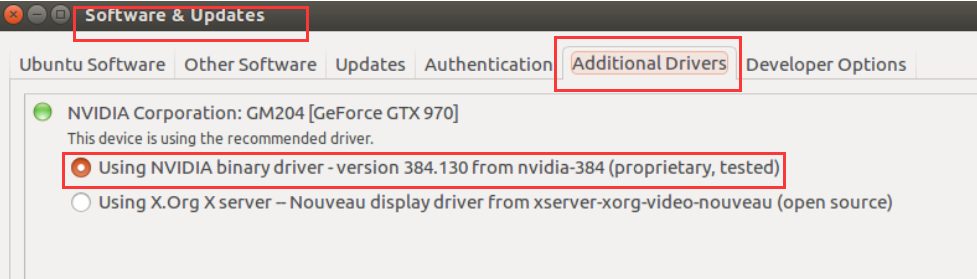 Software & Updates
Ubuntu Software Other Software Updates Authentication Additional Drivers Developer Options
NVIDIA Corporation: GM204 [GeForce GTX 970]
This device is using the recommended driver.
Using NVIDIA binary driver - version 384.130 from nvidia-384 (proprietary, tested)
Using X.Org X server – Nouveau display driver from xserver-xorg-video-nouveau (open source)